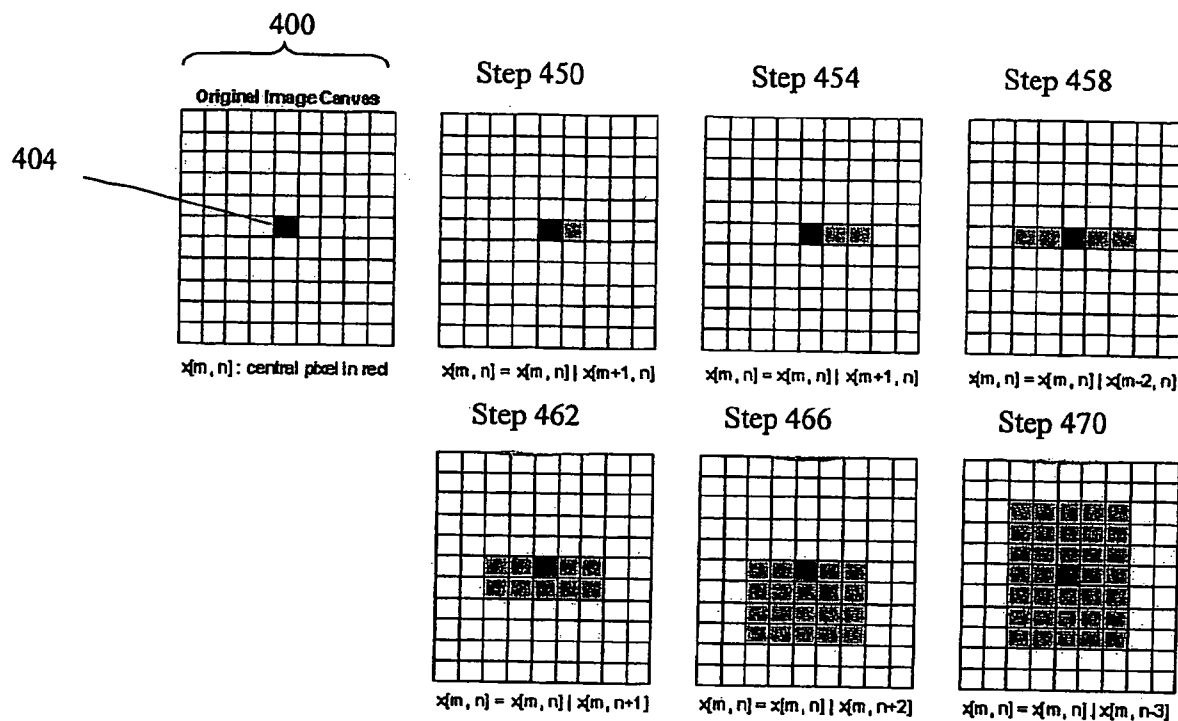 400
Step 450
Step 454
Step 458
Original Image Canvas
404
x[m, n] : central pixel in red
x[m, n] = x[m, n] | x[m+1, n]
x[m, n] = x[m, n] | x[m+1, n]
x[m, n] = x[m, n] | x[m-2, n]
Step 462
Step 466
Step 470
x[m, n] = x[m, n] | x[m, n+1]
x[m, n] = x[m, n] | x[m, n+2]
x[m, n] = x[m, n] | x[m, n-3]